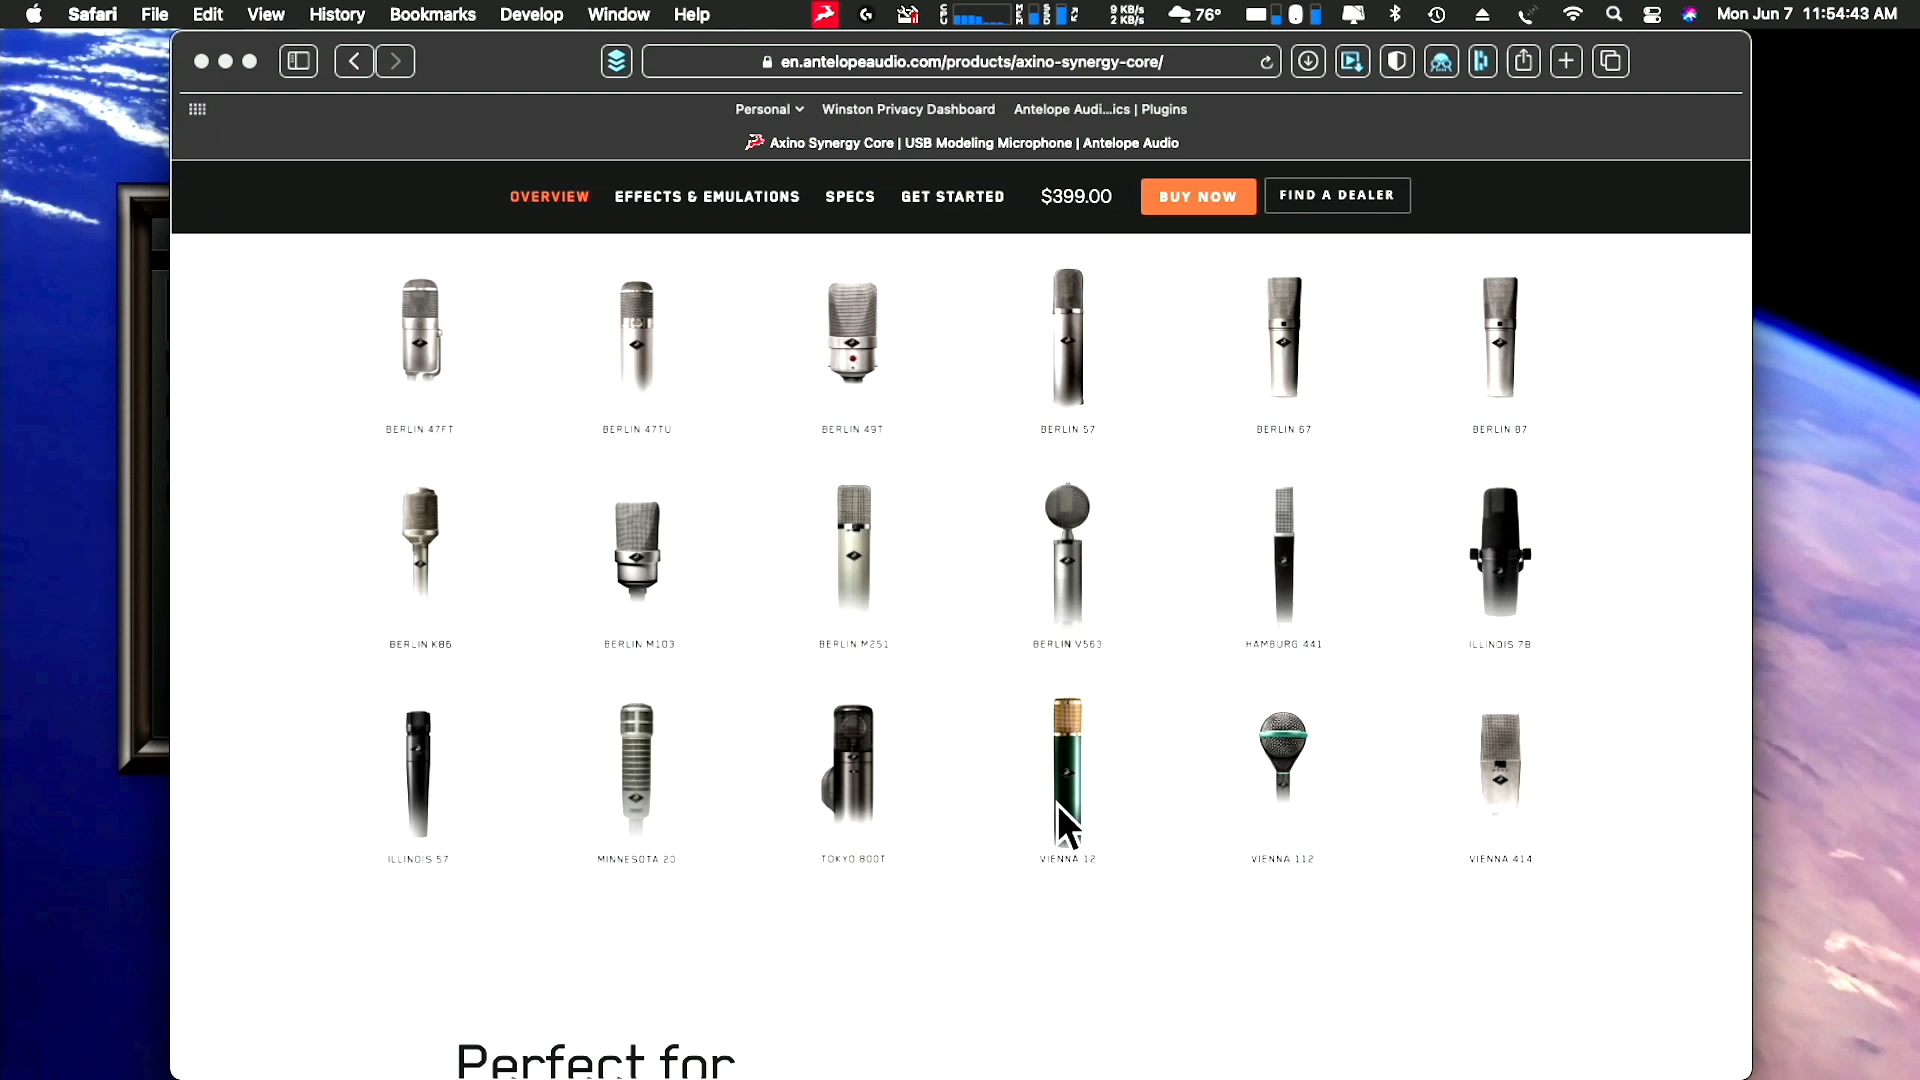 Safari File Edit View History Bookmarks Develop Window Help
9 KB/s
2 KB/s
76°
Mon Jun 7 11:54:43 AM
en.antelopeaudio.com/products/axino-synergy-core/
Personal Winston Privacy Dashboard Antelope Audi...ics | Plugins
Axino Synergy Core | USB Modeling Microphone | Antelope Audio
OVERVIEW EFFECTS & EMULATIONS SPECS GET STARTED $399.00 BUY NOW FIND A DEALER
BERLIN 47FT BERLIN 47TU BERLIN 49T BERLIN 57 BERLIN 67 BERLIN 87
BERLIN K86 BERLIN M103 BERLIN M251 BERLIN V563 HAMBURG 441 ILLINOIS 7B
ILLINOIS 57 MINNESOTA 20 TOKYO 800T VIENNA 12 VIENNA 112 VIENNA 414
Perfect for